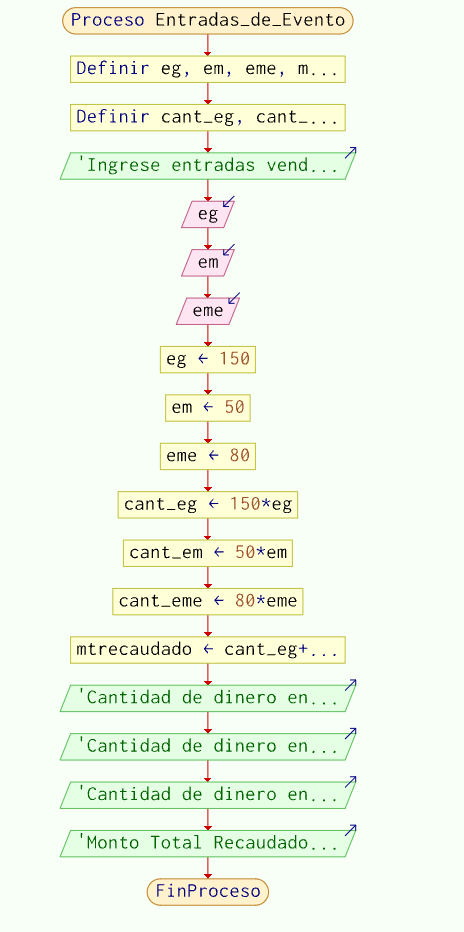 Proceso Entradas_de_Evento
Definir eg, em, eme, m...
Definir cant_eg, cant_...
'Ingrese entradas vend...
eg
em
eme
eg ← 150
em ← 50
eme ← 80
cant_eg ← 150*eg
cant_em ← 50*em
cant_eme ← 80*eme
mtrecaudado ← cant_eg+...
'Cantidad de dinero en...
'Cantidad de dinero en...
'Cantidad de dinero en...
'Monto Total Recaudado...
FinProceso